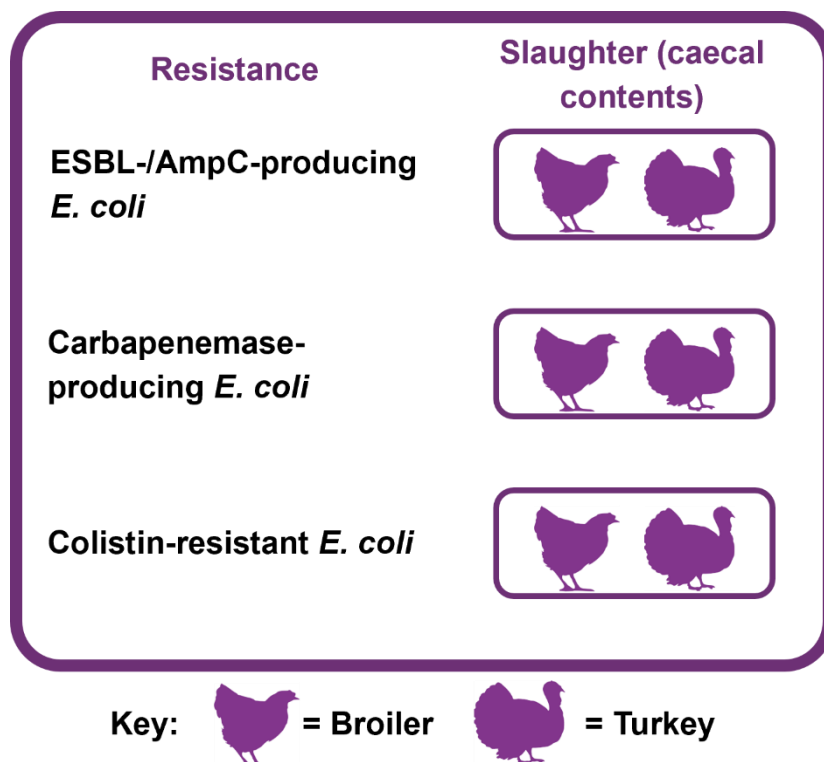 Resistance
Slaughter (caecal
contents)
ESBL-/AmpC-producing
E. coli
Carbapenemase-
producing E. coli
Colistin-resistant E. coli
Key: = Broiler = Turkey